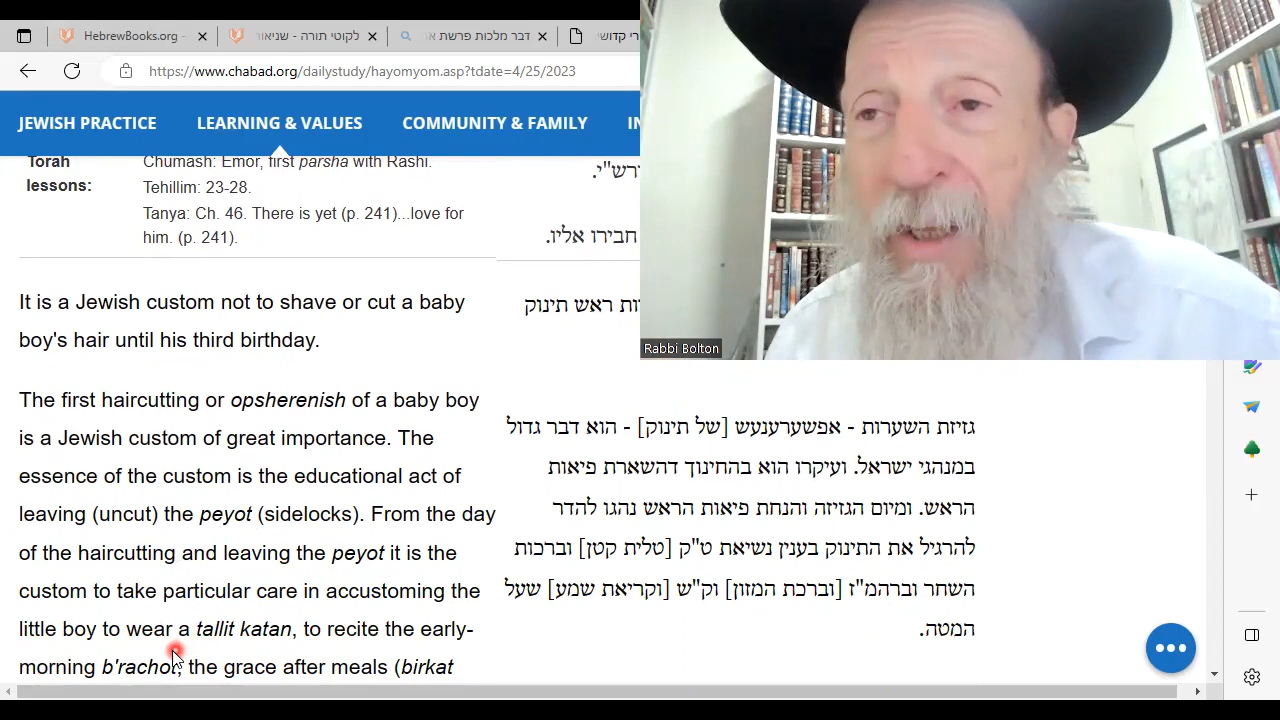 HebrewBooks.org -
לקוטי תורה - שניאור
דבר מלכות פרשת א
רי קדושי
https://www.chabad.org/dailystudy/hayomyom.asp?tdate=4/25/2023
JEWISH PRACTICE LEARNING & VALUES COMMUNITY & FAMILY IN
Torah lessons:
Chumash: Emor, first parsha with Rashi.
Tehillim: 23-28.
Tanya: Ch. 46. There is yet (p. 241)...love for
him. (p. 241).
רש"י.
חבירו אליו.
It is a Jewish custom not to shave or cut a baby
boy's hair until his third birthday.
ות ראש תינוק
The first haircutting or opsherenish of a baby boy
is a Jewish custom of great importance. The
essence of the custom is the educational act of
leaving (uncut) the peyot (sidelocks). From the day
of the haircutting and leaving the peyot it is the
custom to take particular care in accustoming the
little boy to wear a tallit katan, to recite the early-
morning b'rachot, the grace after meals (birkat
גזיזת השערות - אפשערענעש [של תינוק] - הוא דבר גדול
במנהגי ישראל. ועיקרו הוא בהחינוך דהשארת פיאות
הראש. ומיום הגזיזה והנחת פיאות הראש נהגו להדר
להרגיל את התינוק בענין נשיאת ט"ק [טלית קטן] וברכות
השחר וברהמ"ז [וברכת המזון] וק"ש [וקריאת שמע] שעל
המטה.
Rabbi Bolton